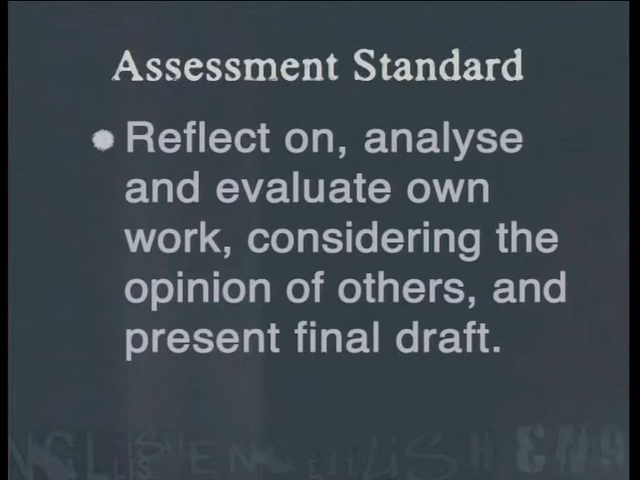 Assessment Standard
Reflect on, analyse
and evaluate own
work, considering the
opinion of others, and
present final draft.